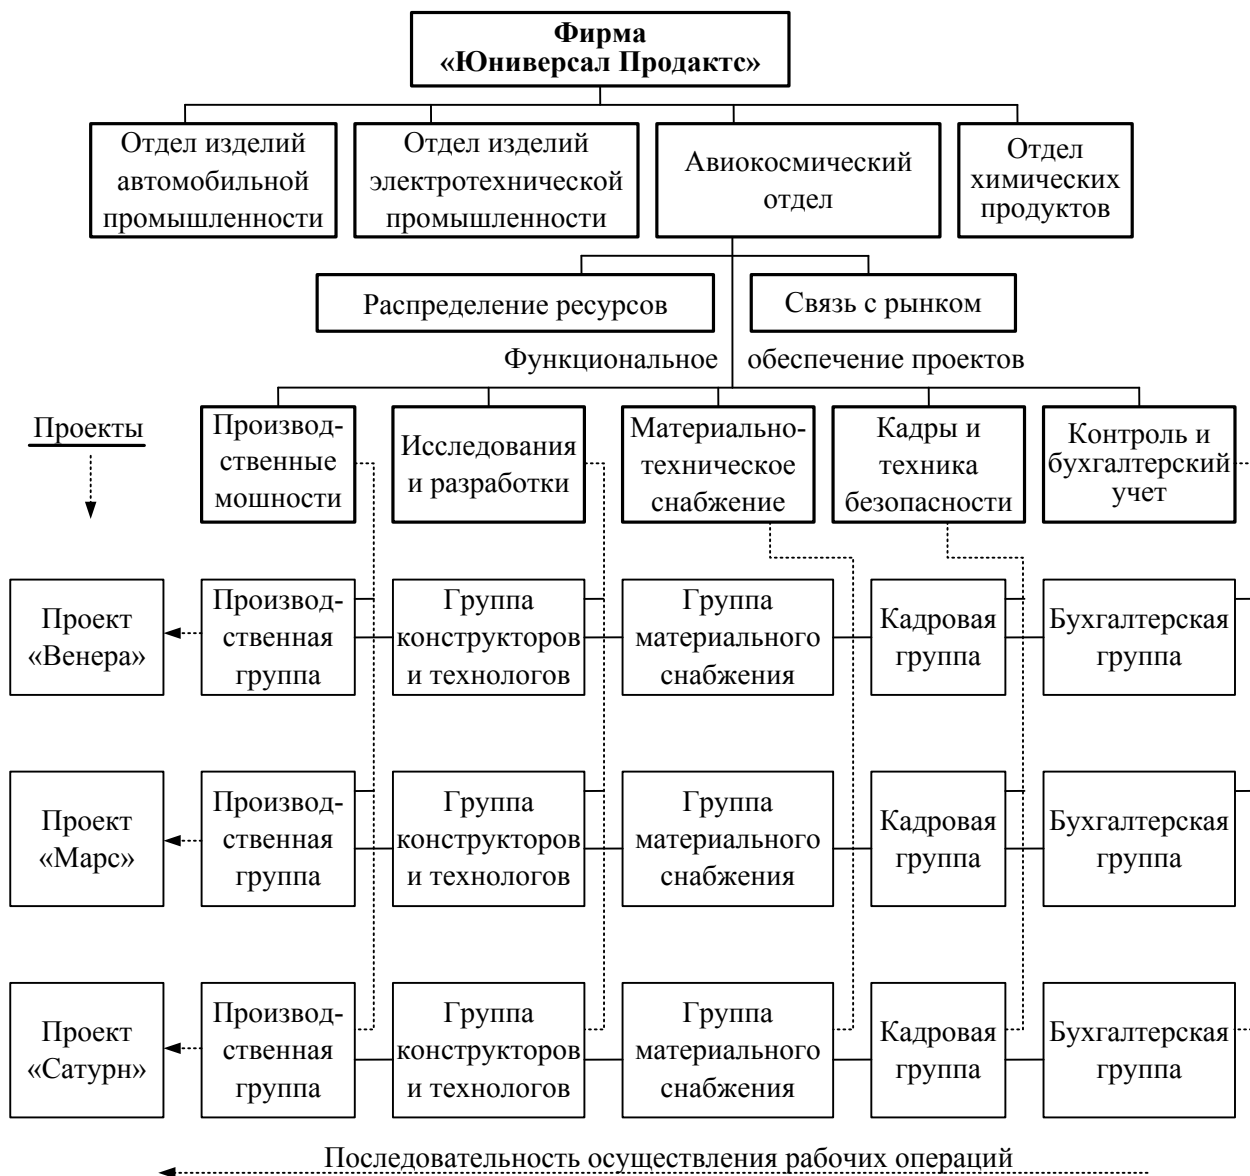 Фирма
«Юниверсал Продактс»
Отдел изделий
автомобильной
промышленности
Отдел изделий
электротехнической
промышленности
Авиокосмический
отдел
Отдел
химических
продуктов
Распределение ресурсов
Связь с рынком
Функциональное обеспечение проектов
Проекты
Производ-
ственные
мошности
Исследования
и разработки
Материально-
техническое
снабжение
Кадры и
техника
безопасности
Контроль и
бухгалтерский
учет
Проект
«Венера»
Производ-
ственная
группа
Группа
конструкторов
и технологов
Группа
материального
снабжения
Кадровая
группа
Бухгалтерская
группа
Проект
«Марс»
Производ-
ственная
группа
Группа
конструкторов
и технологов
Группа
материального
снабжения
Кадровая
группа
Бухгалтерская
группа
Проект
«Сатурн»
Производ-
ственная
группа
Группа
конструкторов
и технологов
Группа
материального
снабжения
Кадровая
группа
Бухгалтерская
группа
Последовательность осуществления рабочих операций